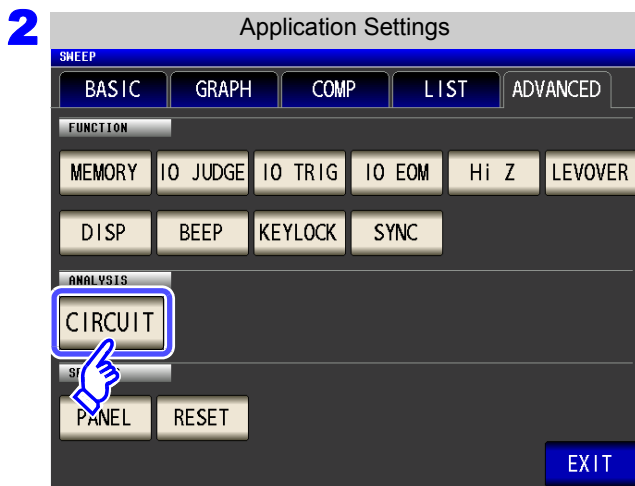 2
Application Settings
SWEEP
BASIC GRAPH COMP LIST ADVANCED
FUNCTION
MEMORY IO JUDGE IO TRIG IO EOM Hi Z LEVOVER
DISP BEEP KEYLOCK SYNC
ANALYSIS
CIRCUIT
PANEL RESET
EXIT